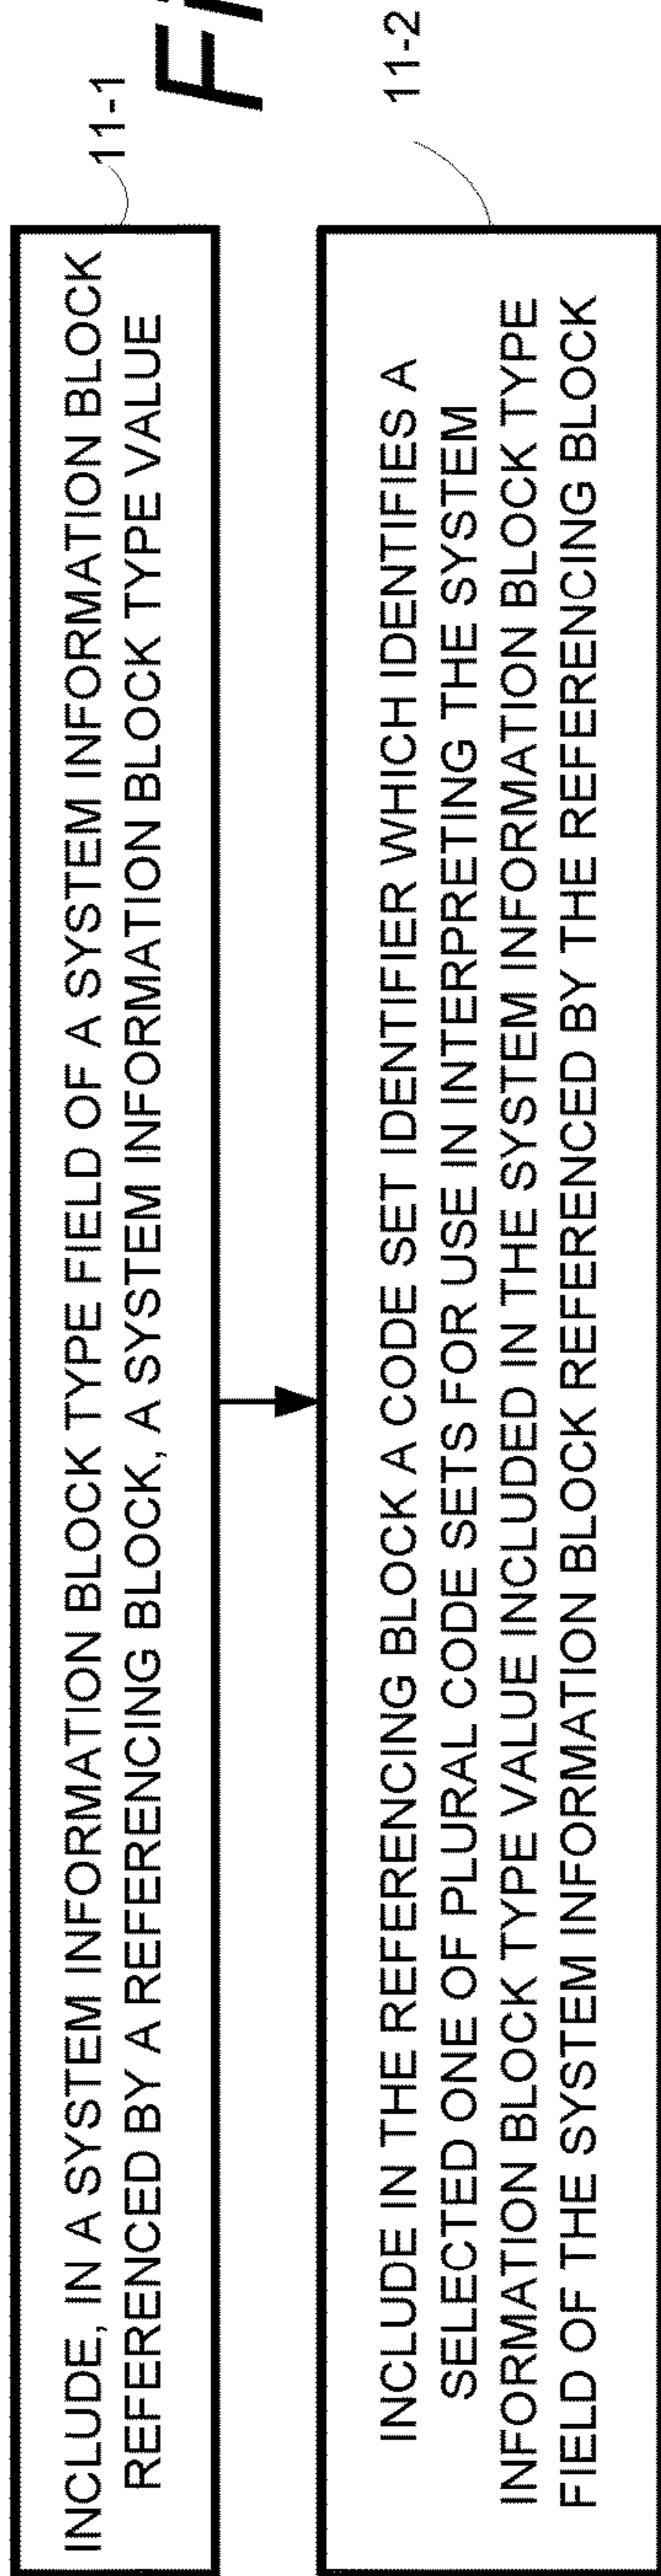 INCLUDE, IN A SYSTEM INFORMATION BLOCK TYPE FIELD OF A SYSTEM INFORMATION BLOCK
REFERENCED BY A REFERENCING BLOCK, A SYSTEM INFORMATION BLOCK TYPE VALUE
11-1
INCLUDE IN THE REFERENCING BLOCK A CODE SET IDENTIFIER WHICH IDENTIFIES A
SELECTED ONE OF PLURAL CODE SETS FOR USE IN INTERPRETING THE SYSTEM
INFORMATION BLOCK TYPE VALUE INCLUDED IN THE SYSTEM INFORMATION BLOCK TYPE
FIELD OF THE SYSTEM INFORMATION BLOCK REFERENCED BY THE REFERENCING BLOCK
11-2